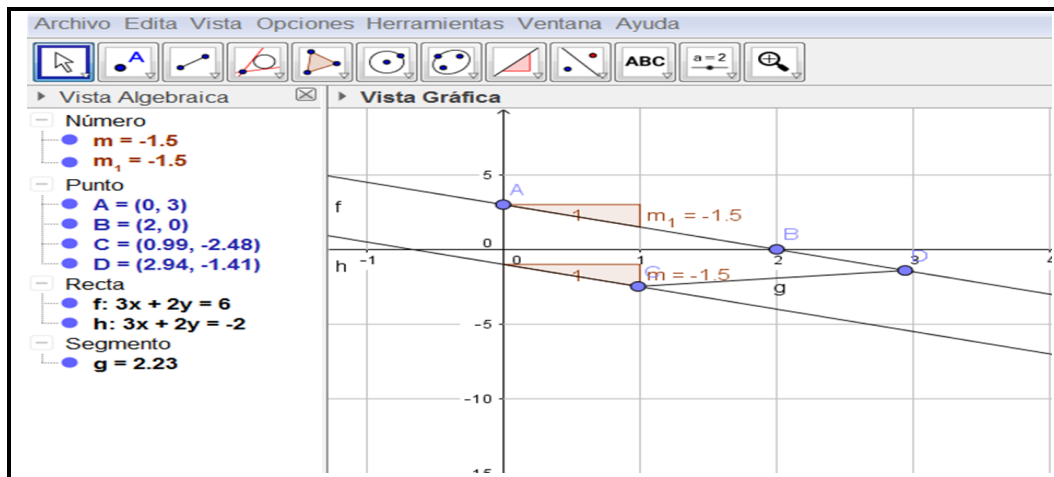 Archivo Edita Vista Opciones Herramientas Ventana Ayuda
A
ABC
a=2
Vista Algebraica
Vista Gráfica
Número
m = -1.5
m₁ = -1.5
Punto
A = (0, 3)
B = (2, 0)
C = (0.99, -2.48)
D = (2.94, -1.41)
Recta
f: 3x + 2y = 6
h: 3x + 2y = -2
Segmento
g = 2.23
5
A
f
1
m₁ = -1.5
B
0
-1
0
1
2
3
D
4
h
1
C
m = -1.5
g
-5
-10